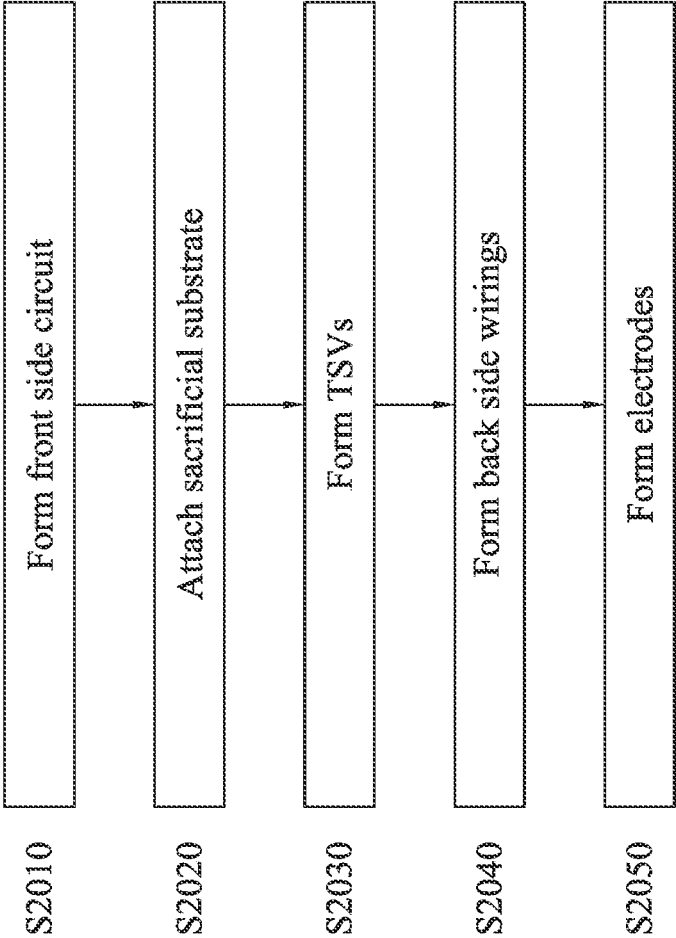 S2010
Form front side circuit
S2020
Attach sacrificial substrate
S2030
Form TSVs
S2040
Form back side wirings
S2050
Form electrodes